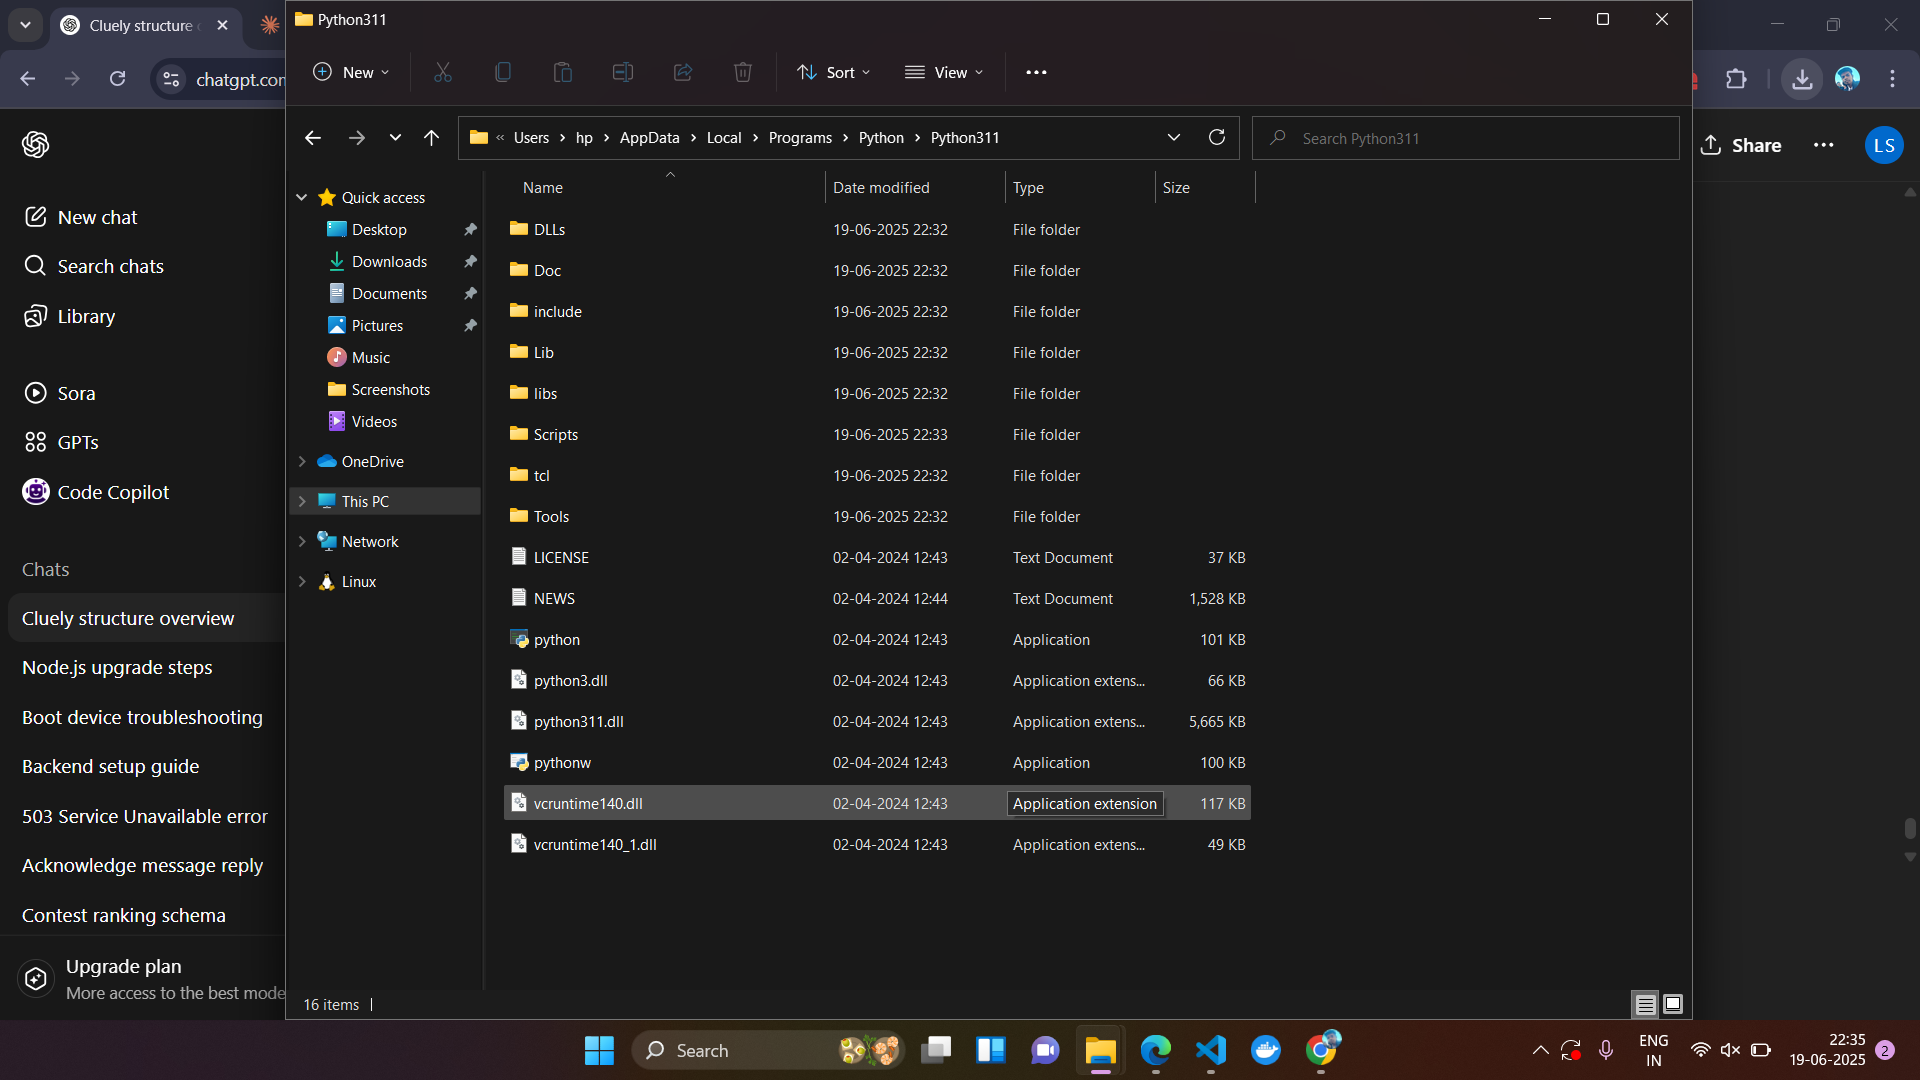 Cluely structure
chatgpt.com
Share
LS
New chat
Search chats
Library
Sora
GPTs
Code Copilot
Chats
Cluely structure overview
Node.js upgrade steps
Boot device troubleshooting
Backend setup guide
503 Service Unavailable error
Acknowledge message reply
Contest ranking schema
Upgrade plan
More access to the best mode
Python311
New
Sort
View
« Users > hp > AppData > Local > Programs > Python > Python311
Search Python311
Quick access
Desktop
Downloads
Documents
Pictures
Music
Screenshots
Videos
OneDrive
This PC
Network
Linux
Name Date modified Type Size
DLLs 19-06-2025 22:32 File folder
Doc 19-06-2025 22:32 File folder
include 19-06-2025 22:32 File folder
Lib 19-06-2025 22:32 File folder
libs 19-06-2025 22:32 File folder
Scripts 19-06-2025 22:33 File folder
tcl 19-06-2025 22:32 File folder
Tools 19-06-2025 22:32 File folder
LICENSE 02-04-2024 12:43 Text Document 37 KB
NEWS 02-04-2024 12:44 Text Document 1,528 KB
python 02-04-2024 12:43 Application 101 KB
python3.dll 02-04-2024 12:43 Application extens... 66 KB
python311.dll 02-04-2024 12:43 Application extens... 5,665 KB
pythonw 02-04-2024 12:43 Application 100 KB
vcruntime140.dll 02-04-2024 12:43 Application extension 117 KB
vcruntime140_1.dll 02-04-2024 12:43 Application extens... 49 KB
16 items
Search
ENG
IN
22:35
19-06-2025
2